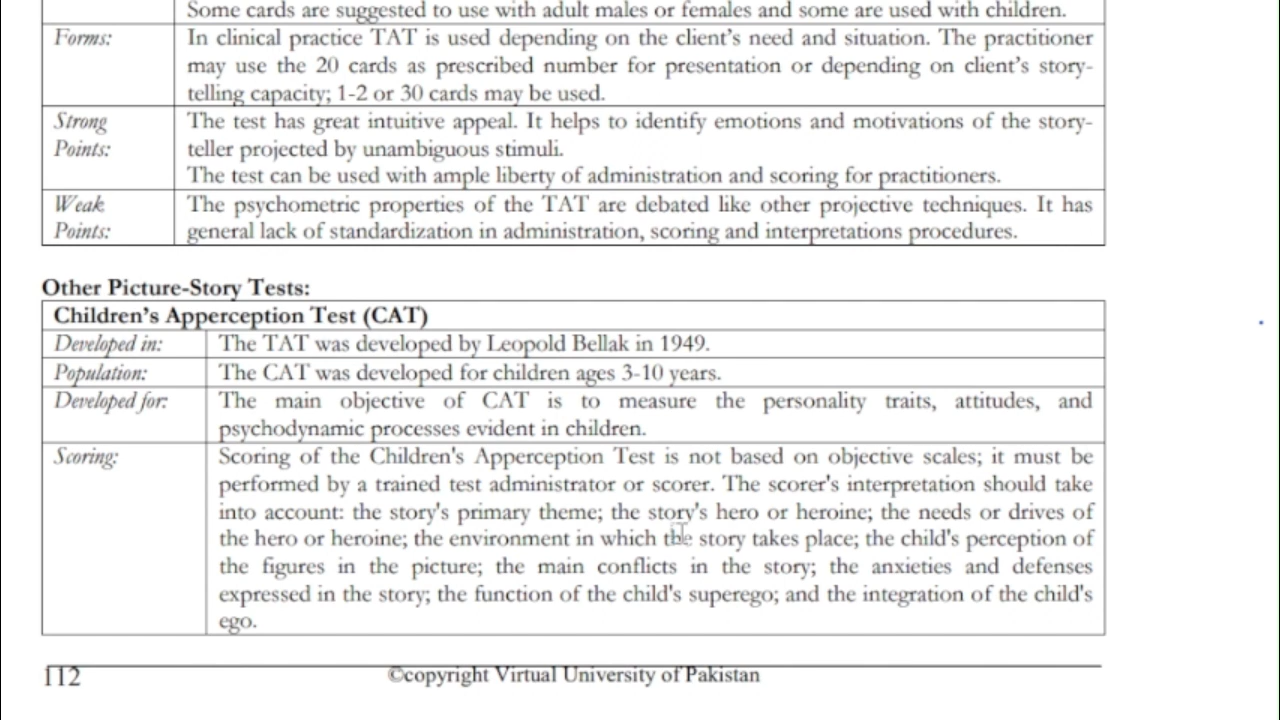 Some cards are suggested to use with adult males or females and some are used with children.
Forms:
In clinical practice TAT is used depending on the client's need and situation. The practitioner
may use the 20 cards as prescribed number for presentation or depending on client's story-
telling capacity; 1-2 or 30 cards may be used.
Strong
Points:
The test has great intuitive appeal. It helps to identify emotions and motivations of the story-
teller projected by unambiguous stimuli.
The test can be used with ample liberty of administration and scoring for practitioners.
Weak
Points:
The psychometric properties of the TAT are debated like other projective techniques. It has
general lack of standardization in administration, scoring and interpretations procedures.
Other Picture-Story Tests:
Children's Apperception Test (CAT)
Developed in:
The TAT was developed by Leopold Bellak in 1949.
Population:
The CAT was developed for children ages 3-10 years.
Developed for:
The main objective of CAT is to measure the personality traits, attitudes, and
psychodynamic processes evident in children.
Scoring:
Scoring of the Children's Apperception Test is not based on objective scales; it must be
performed by a trained test administrator or scorer. The scorer's interpretation should take
into account: the story's primary theme; the story's hero or heroine; the needs or drives of
the hero or heroine; the environment in which the story takes place; the child's perception of
the figures in the picture; the main conflicts in the story; the anxieties and defenses
expressed in the story; the function of the child's superego; and the integration of the child's
ego.
112
©copyright Virtual University of Pakistan